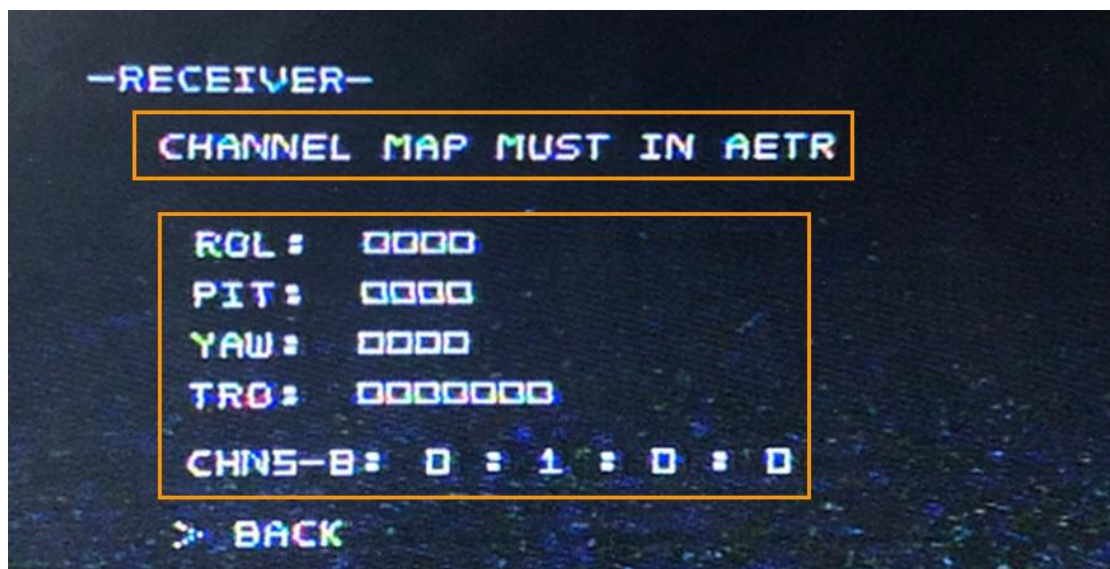 -RECEIVER-
CHANNEL MAP MUST IN AETR
ROL: 0000
PIT: 0000
YAW: 0000
TRO: 0000000
CHN5-8: 0 : 1 : 0 : 0
> BACK